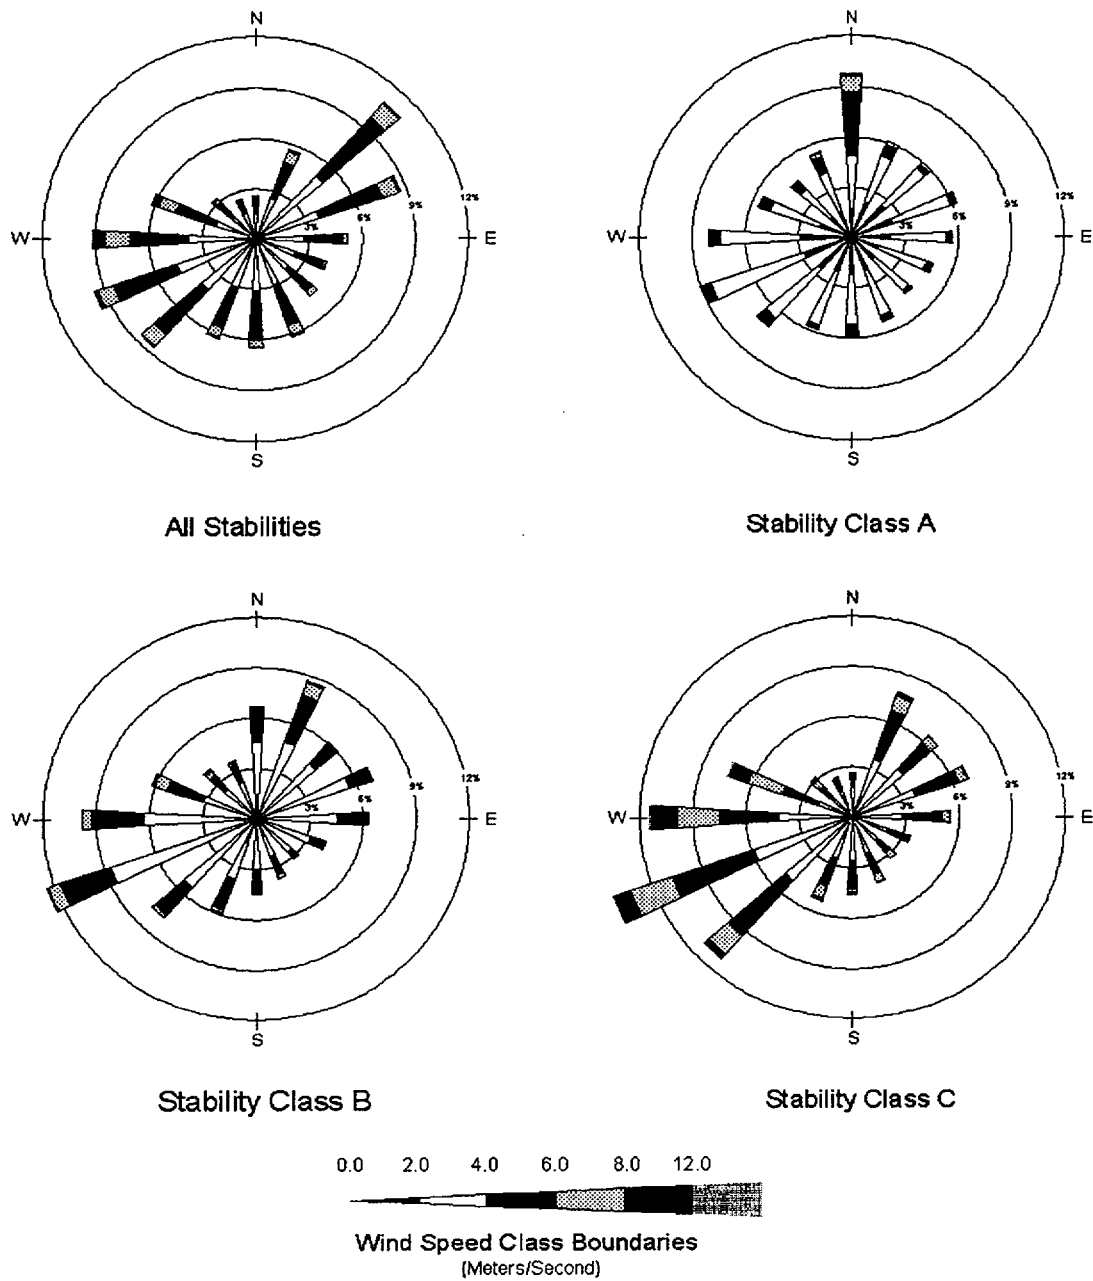 N N
12% 12%
9% 9%
6% 6%
3% 3%
W E W E
S S
All Stabilities Stability Class A
N N
12% 12%
9% 9%
6% 6%
3% 3%
W E W E
S S
Stability Class B Stability Class C
0.0 2.0 4.0 6.0 8.0 12.0
Wind Speed Class Boundaries
(Meters/Second)